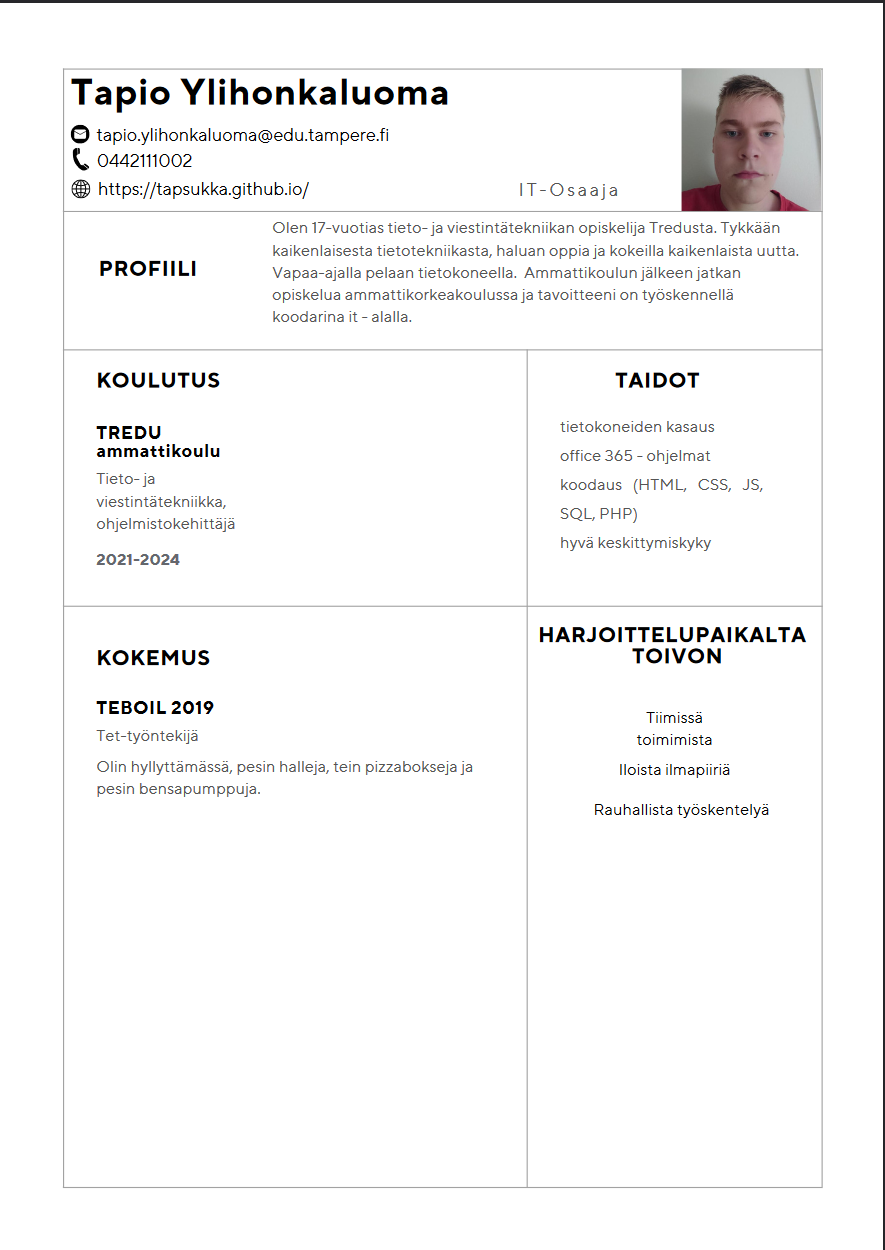 Tapio Ylihonkaluoma
tapio.ylihonkaluoma@edu.tampere.fi
0442111002
https://tapsukka.github.io/
IT-Osaaja
PROFIILI
Olen 17-vuotias tieto- ja viestintätekniikan opiskelija Tredusta. Tykkään
kaikenlaisesta tietotekniikasta, haluan oppia ja kokeilla kaikenlaista uutta.
Vapaa-ajalla pelaan tietokoneella. Ammattikoulun jälkeen jatkan
opiskelua ammattikorkeakoulussa ja tavoitteeni on työskennellä
koodarina it - alalla.
KOULUTUS
TREDU
ammattikoulu
Tieto- ja
viestintätekniikka,
ohjelmistokehittäjä
2021-2024
TAIDOT
tietokoneiden kasaus
office 365 - ohjelmat
koodaus (HTML, CSS, JS,
SQL, PHP)
hyvä keskittymiskyky
KOKEMUS
TEBOIL 2019
Tet-työntekijä
Olin hyllyttämässä, pesin halleja, tein pizzabokseja ja
pesin bensapumppuja.
HARJOITTELUPAIKALTA
TOIVON
Tiimissä
toimimista
Iloista ilmapiiriä
Rauhallista työskentelyä